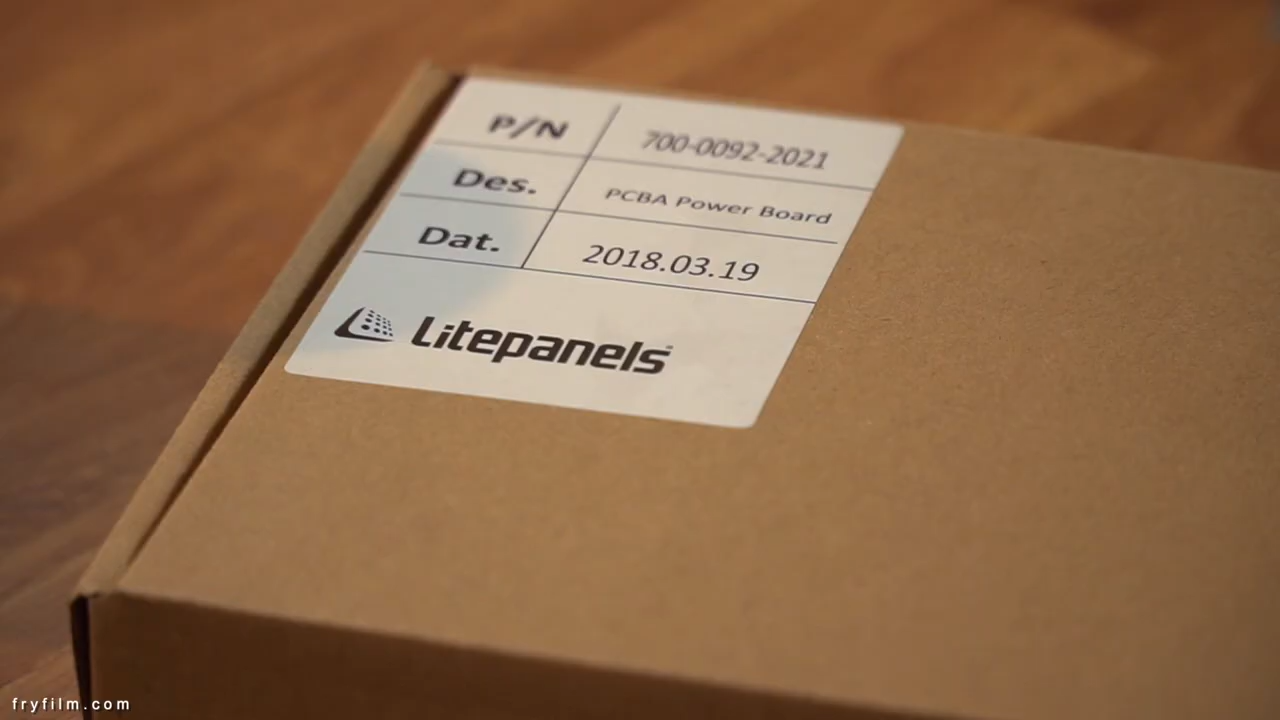 P/N 700-0092-2021
Des. PCBA Power Board
Dat. 2018.03.19
Litepanels
fryfilm.com